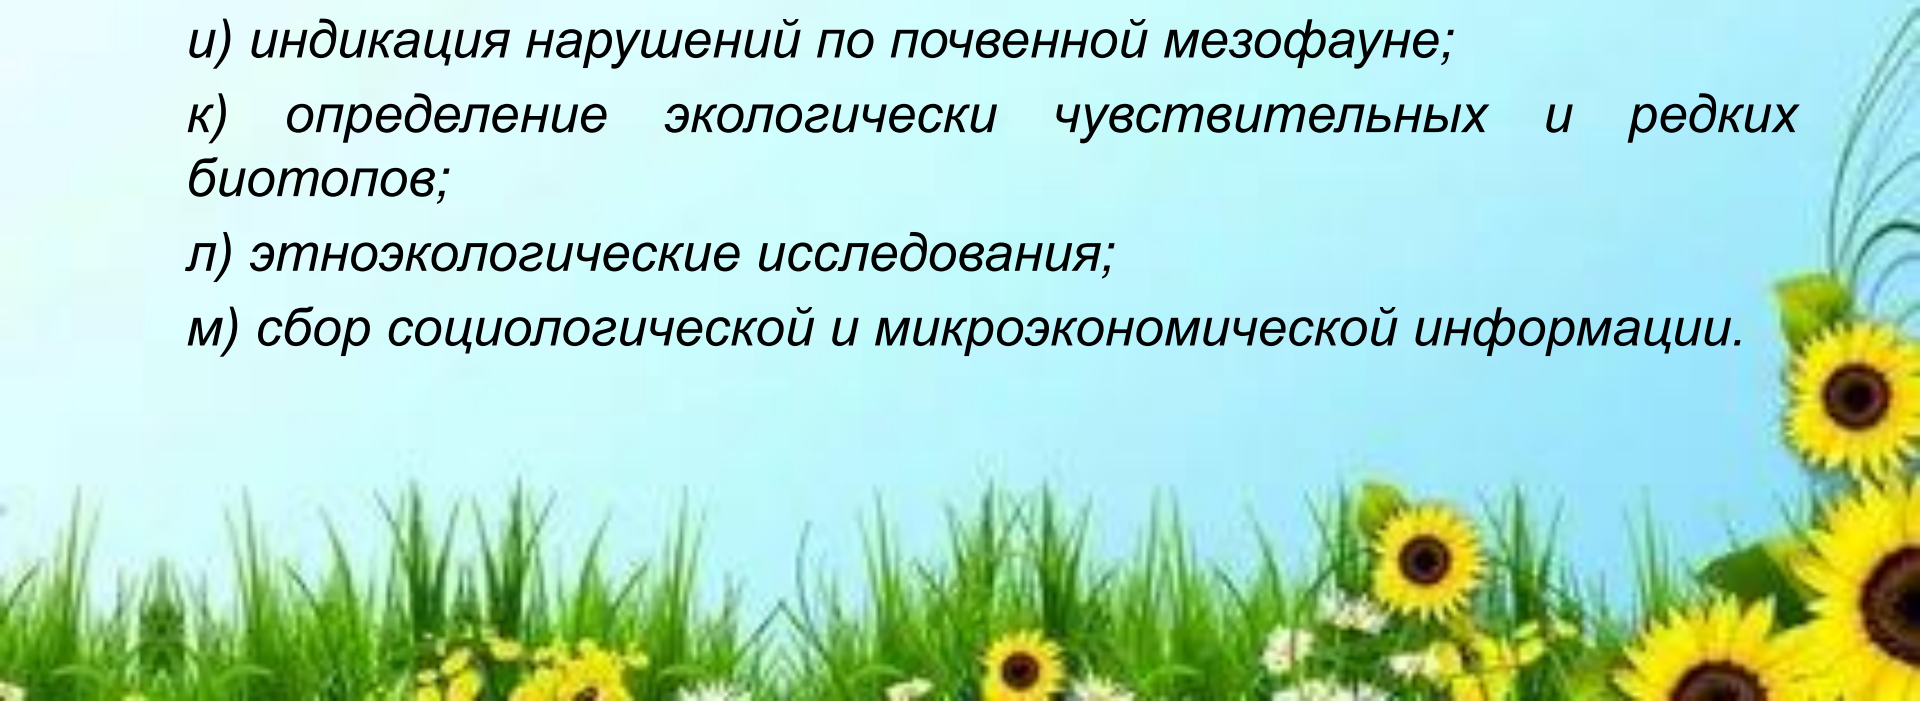 и) индикация нарушений по почвенной мезофауне;
к) определение экологически чувствительных и редких
биотопов;
л) этноэкологические исследования;
м) сбор социологической и микроэкономической информации.